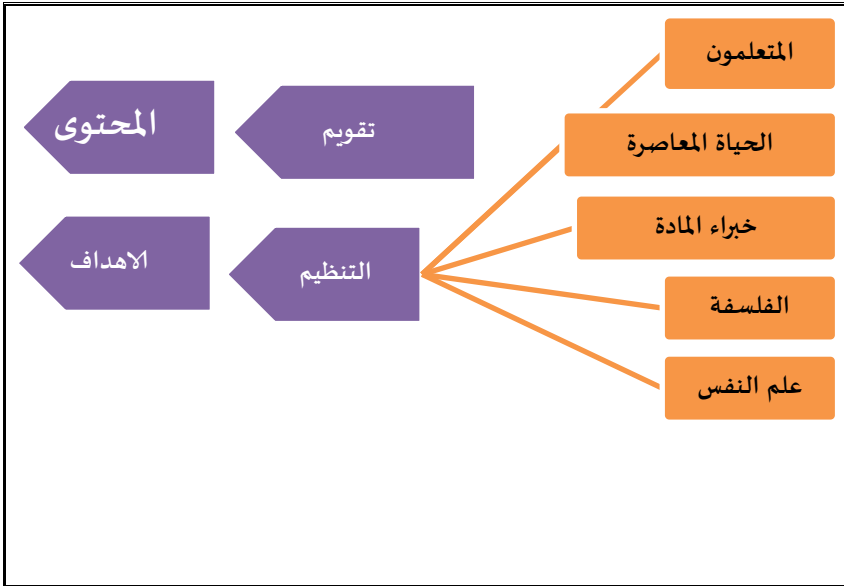 المتعلمون
الحياة المعاصرة
خبراء المادة
الفلسفة
علم النفس
تقويم
المحتوى
التنظيم
الاهداف